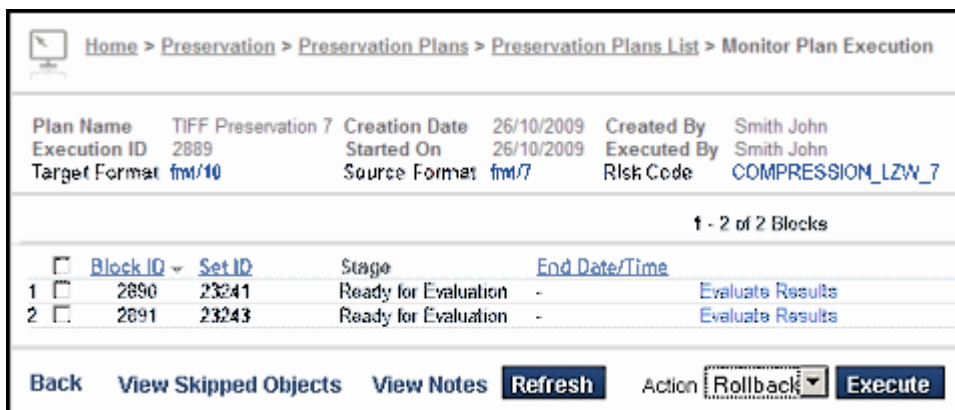 Home > Preservation > Preservation Plans > Preservation Plans List > Monitor Plan Execution
Plan Name TIFF Preservation 7 Creation Date 26/10/2009 Created By Smith John
Execution ID 2889 Started On 26/10/2009 Executed By Smith John
Target Format fmt/10 Source Format fmt/7 Risk Code COMPRESSION_LZW_7
1 - 2 of 2 Blocks
Block ID Set ID Stage End Date/Time
1 2890 23241 Ready for Evaluation - Evaluate Results
2 2891 23243 Ready for Evaluation - Evaluate Results
Back View Skipped Objects View Notes Refresh Action Rollback Execute